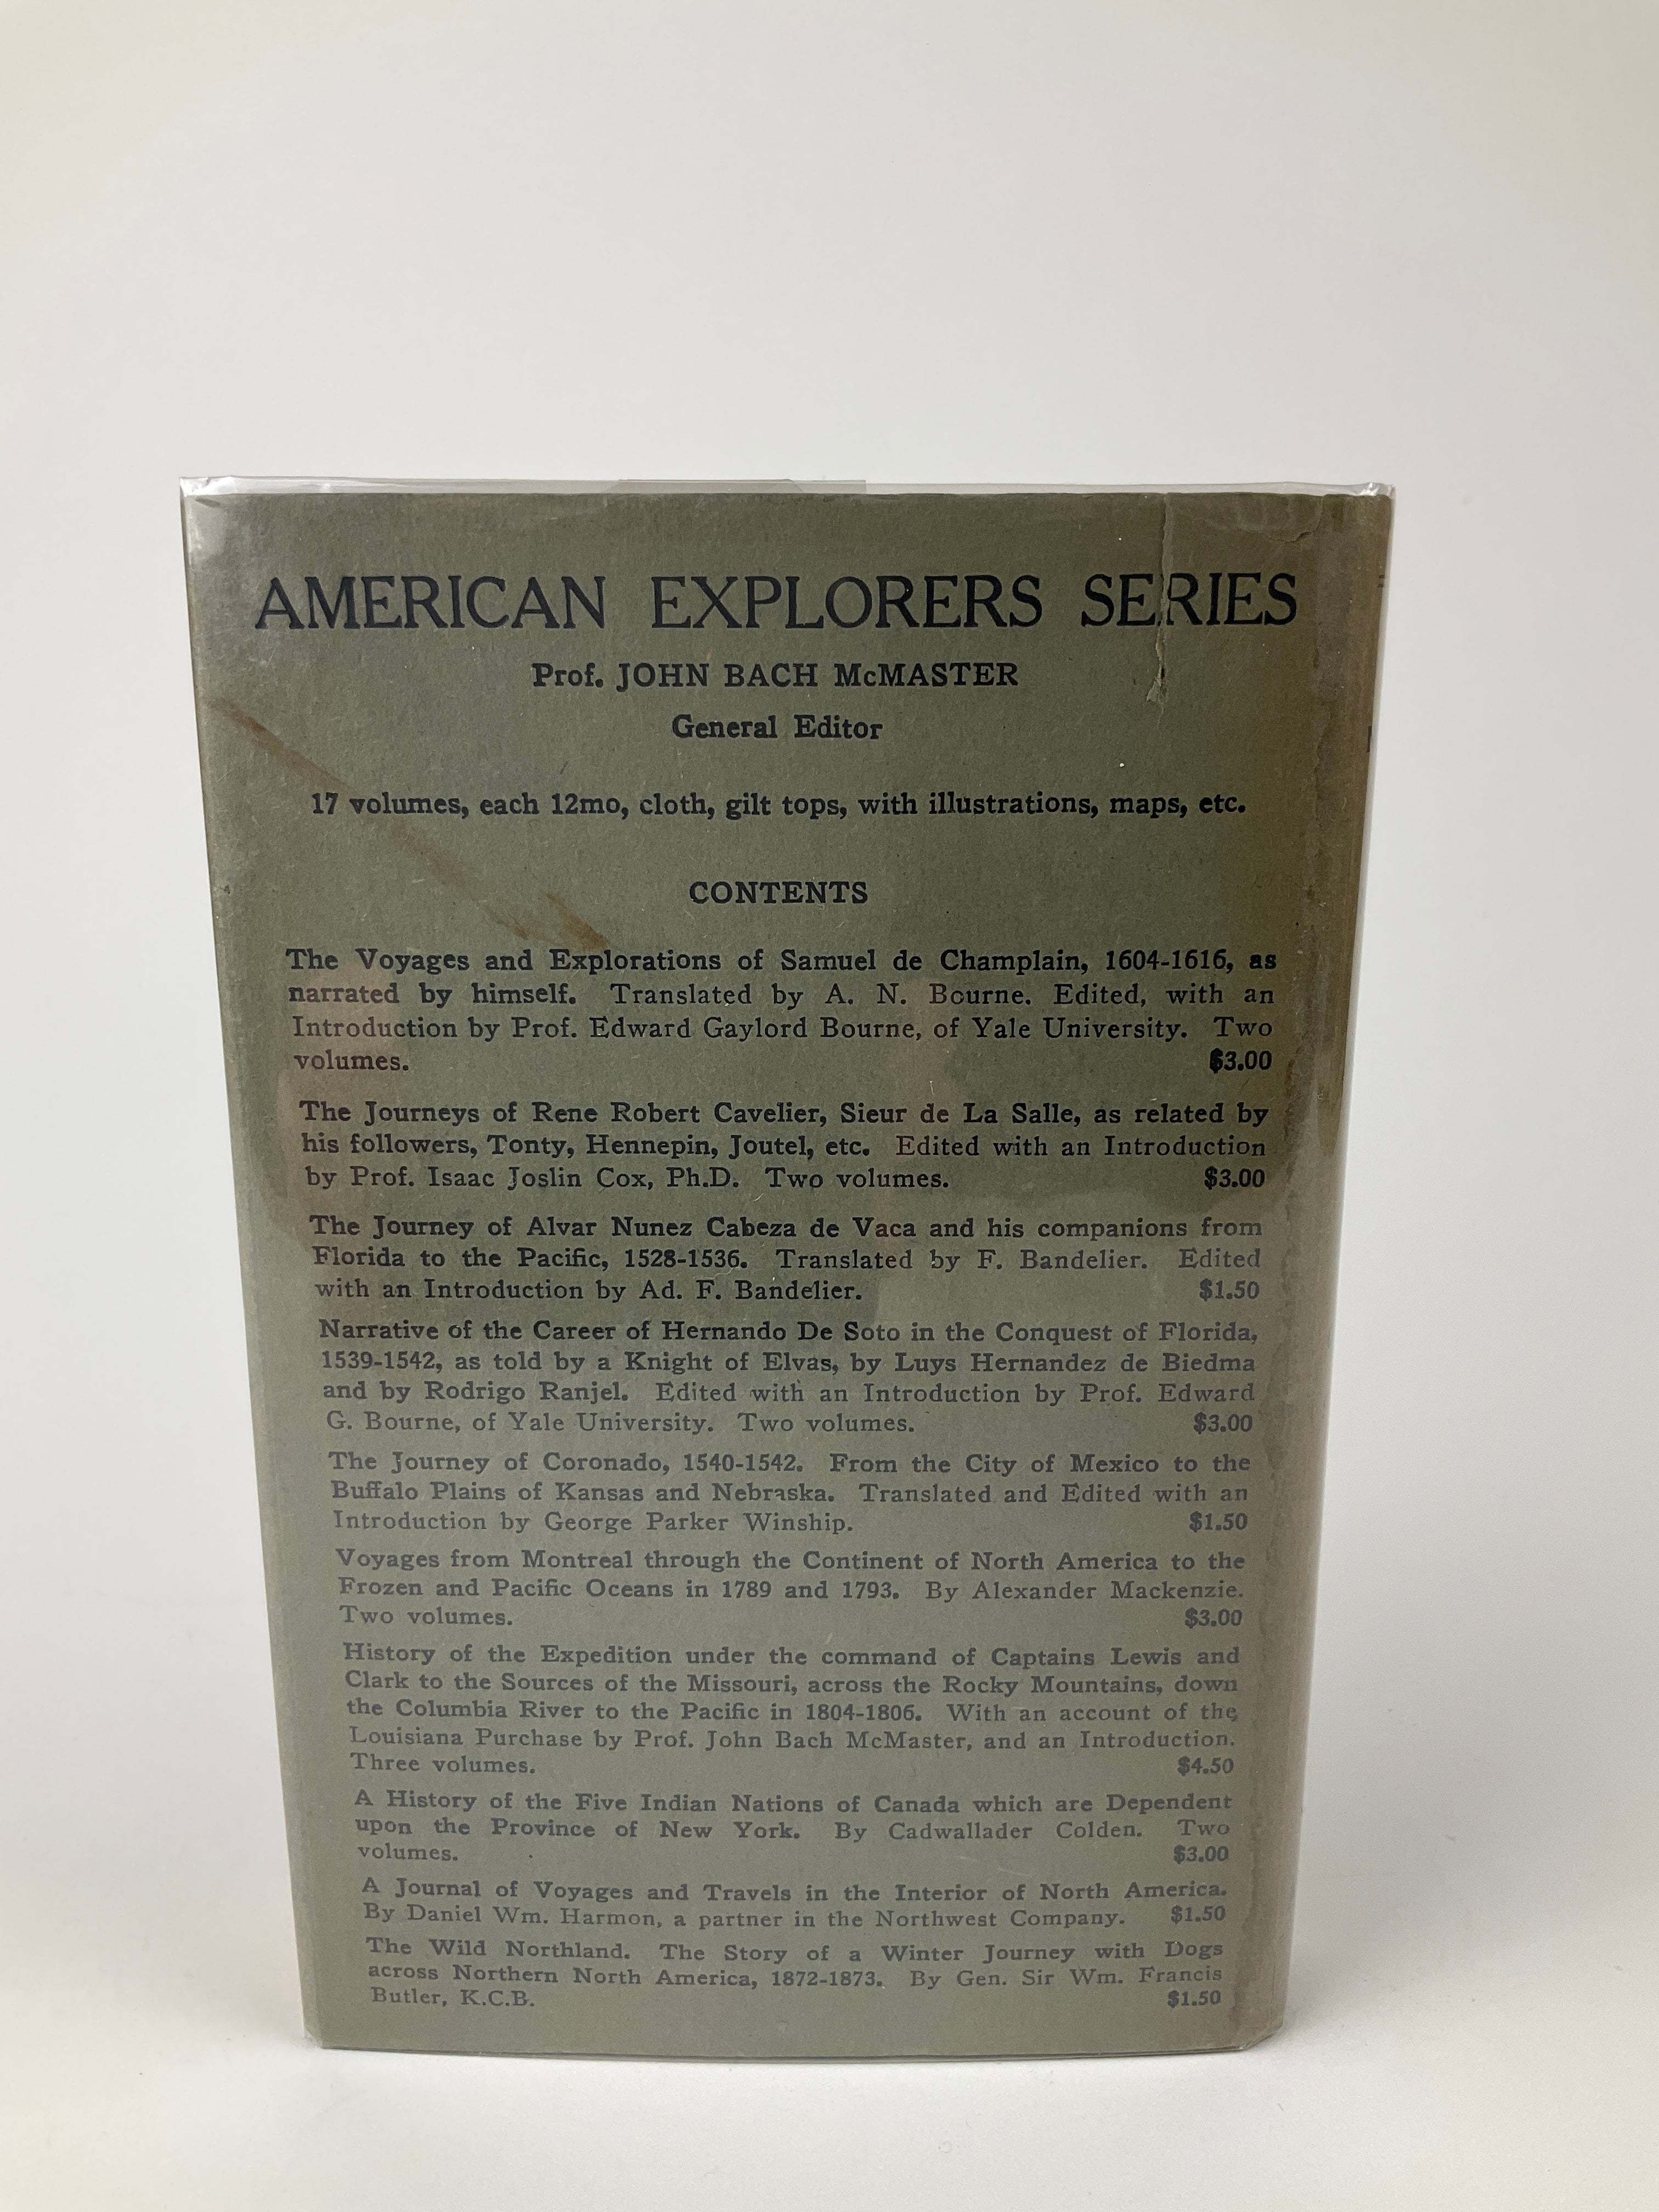 AMERICAN EXPLORERS SERIES
Prof. JOHN BACH McMASTER
General Editor
17 volumes, each 12mo, cloth, gilt tops, with illustrations, maps, etc.
CONTENTS
The Voyages and Explorations of Samuel de Champlain, 1604-1616, as
narrated by himself. Translated by A. N. Bourne. Edited, with an
Introduction by Prof. Edward Gaylord Bourne, of Yale University. Two
volumes. $3.00
The Journeys of Rene Robert Cavelier, Sieur de La Salle, as related by
his followers, Tonty, Hennepin, Joutel, etc. Edited with an Introduction
by Prof. Isaac Joslin Cox, Ph.D. Two volumes. $3.00
The Journey of Alvar Nunez Cabeza de Vaca and his companions from
Florida to the Pacific, 1528-1536. Translated by F. Bandelier. Edited
with an Introduction by Ad. F. Bandelier. $1.50
Narrative of the Career of Hernando De Soto in the Conquest of Florida,
1539-1542, as told by a Knight of Elvas, by Luys Hernandez de Biedma
and by Rodrigo Ranjel. Edited with an Introduction by Prof. Edward
G. Bourne, of Yale University. Two volumes. $3.00
The Journey of Coronado, 1540-1542. From the City of Mexico to the
Buffalo Plains of Kansas and Nebraska. Translated and Edited with an
Introduction by George Parker Winship. $1.50
Voyages from Montreal through the Continent of North America to the
Frozen and Pacific Oceans in 1789 and 1793. By Alexander Mackenzie.
Two volumes. $3.00
History of the Expedition under the command of Captains Lewis and
Clark to the Sources of the Missouri, across the Rocky Mountains, down
the Columbia River to the Pacific in 1804-1806. With an account of the
Louisiana Purchase by Prof. John Bach McMaster, and an Introduction.
Three volumes. $4.50
A History of the Five Indian Nations of Canada which are Dependent
upon the Province of New York. By Cadwallader Colden. Two
volumes. $3.00
A Journal of Voyages and Travels in the Interior of North America.
By Daniel Wm. Harmon, a partner in the Northwest Company. $1.50
The Wild Northland. The Story of a Winter Journey with Dogs
across Northern North America, 1872-1873. By Gen. Sir Wm. Francis
Butler, K.C.B. $1.50